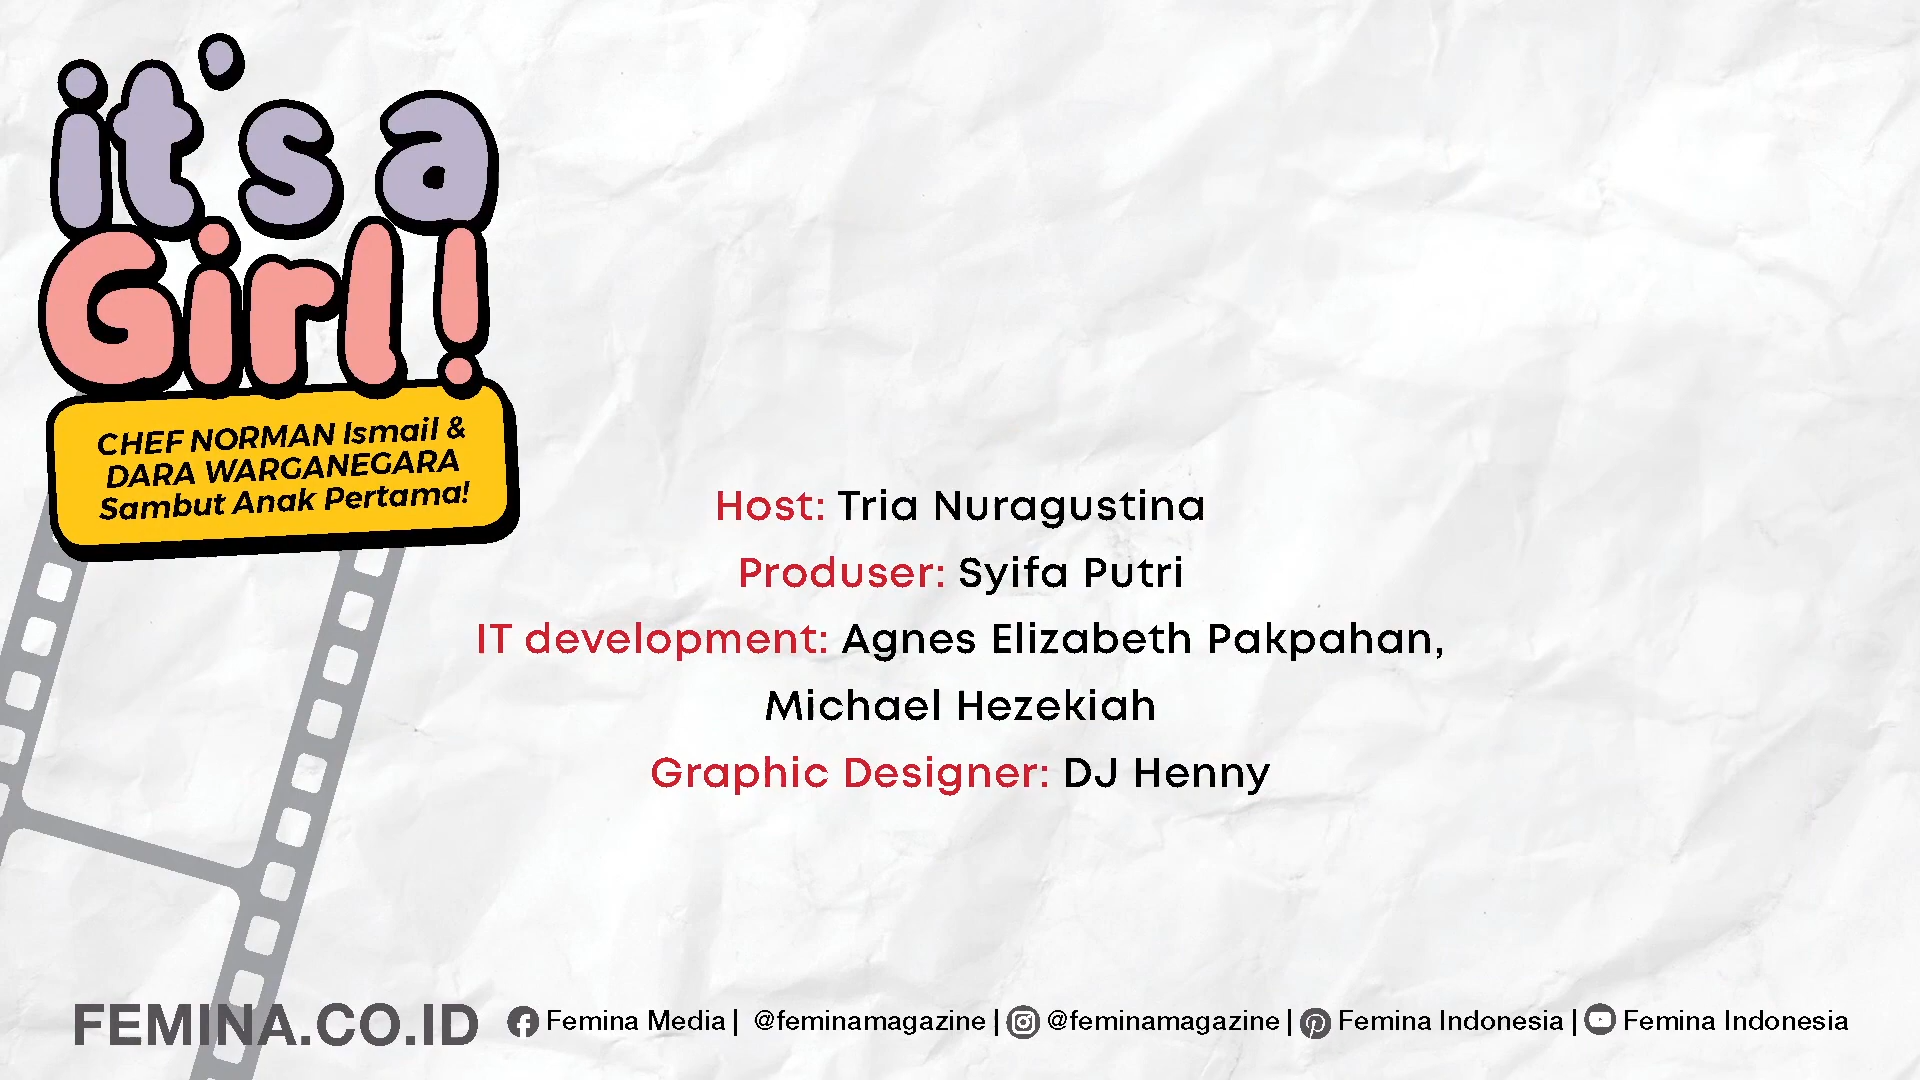 it's a
Girl!
CHEF NORMAN Ismail &
DARA WARGANEGARA
Sambut Anak Pertama!
Host: Tria Nuragustina
Produser: Syifa Putri
IT development: Agnes Elizabeth Pakpahan,
Michael Hezekiah
Graphic Designer: DJ Henny
FEMINA.CO.ID Femina Media | @feminamagazine | @feminamagazine | Femina Indonesia | Femina Indonesia